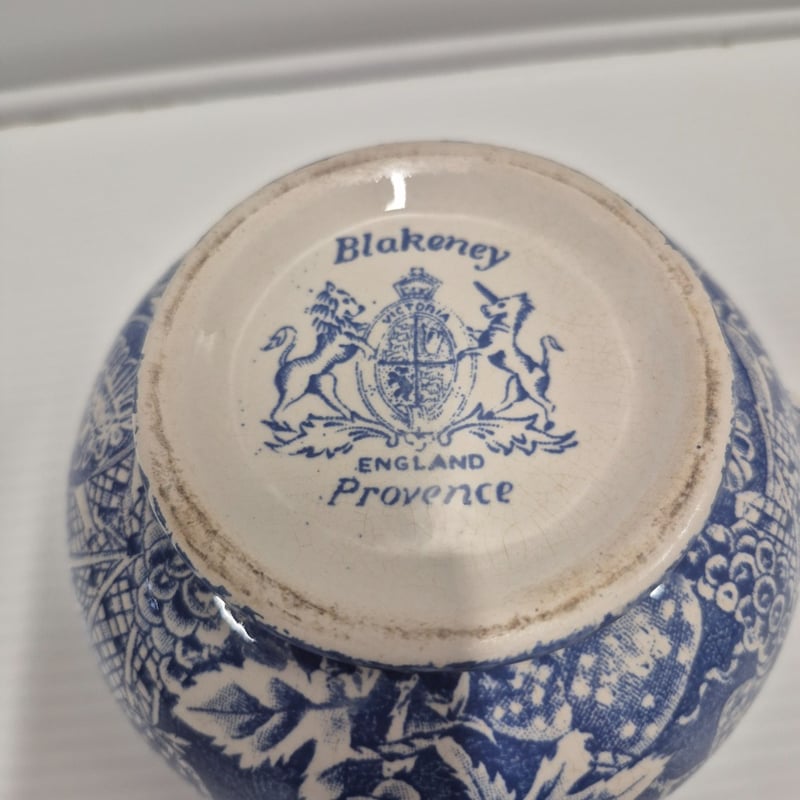 Blakeney
VICTORIA
ENGLAND
Provence